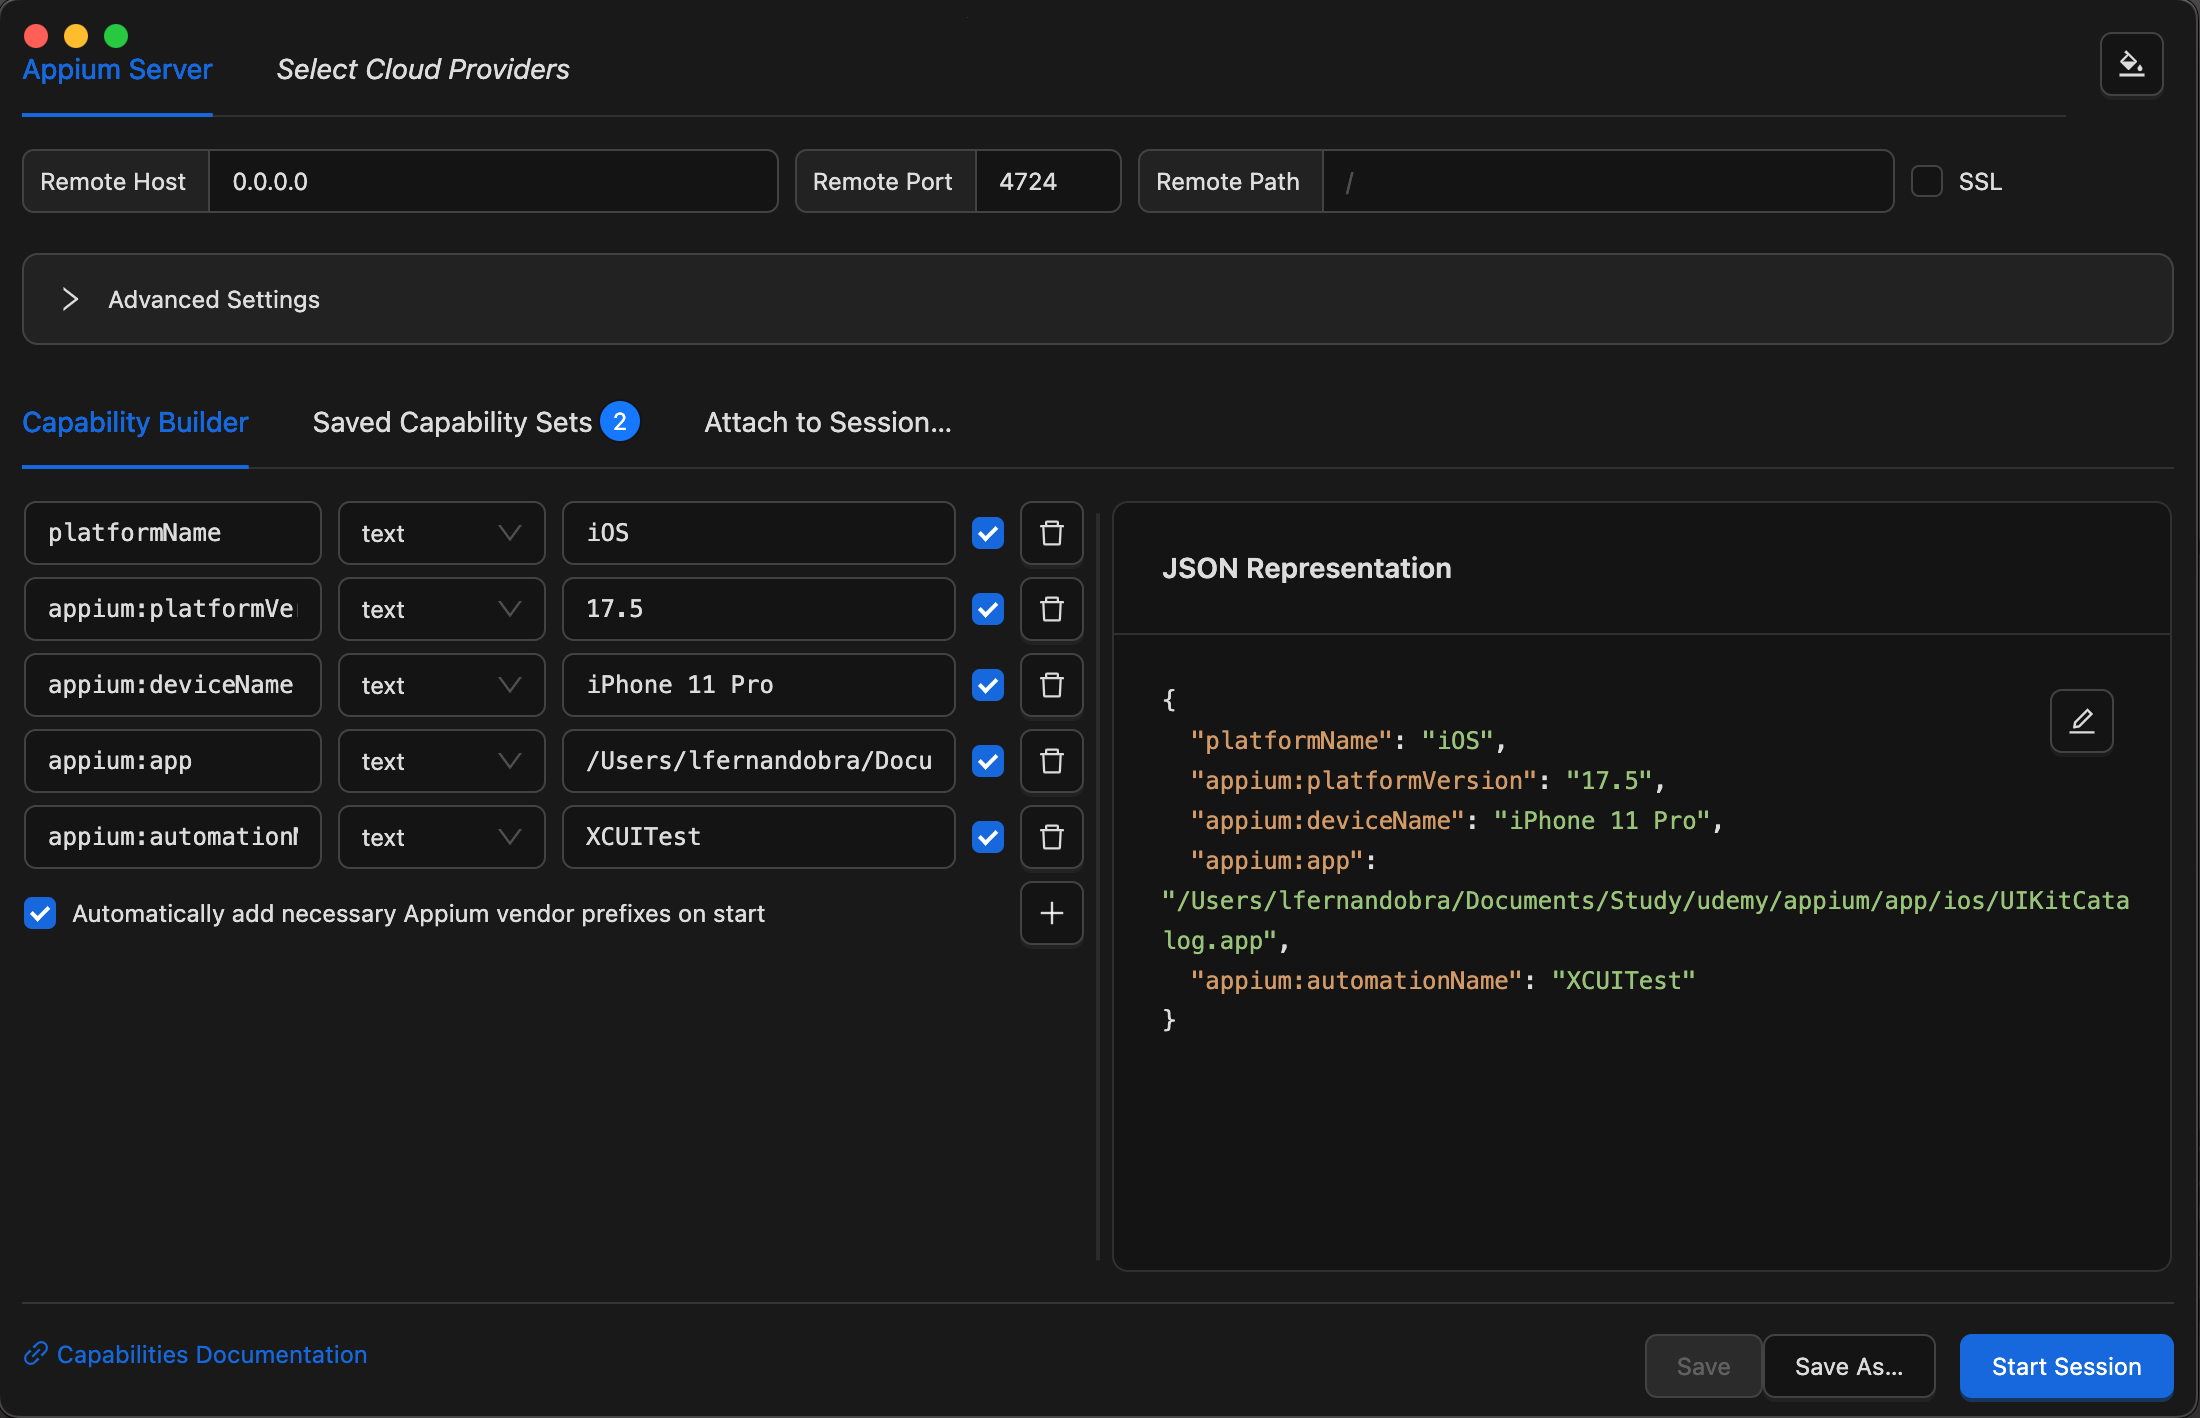 Appium Server
Select Cloud Providers
Remote Host
0.0.0.0
Remote Port
4724
Remote Path
/
SSL
Advanced Settings
Capability Builder
Saved Capability Sets 2
Attach to Session...
platformName
text
iOS
appium:platformVe
text
17.5
appium:deviceName
text
iPhone 11 Pro
appium:app
text
/Users/lfernandobra/Docu
appium:automationN
text
XCUITest
Automatically add necessary Appium vendor prefixes on start
JSON Representation
{
"platformName": "iOS",
"appium:platformVersion": "17.5",
"appium:deviceName": "iPhone 11 Pro",
"appium:app":
"/Users/lfernandobra/Documents/Study/udemy/appium/app/ios/UIKitCata
log.app",
"appium:automationName": "XCUITest"
}
Capabilities Documentation
Save
Save As...
Start Session